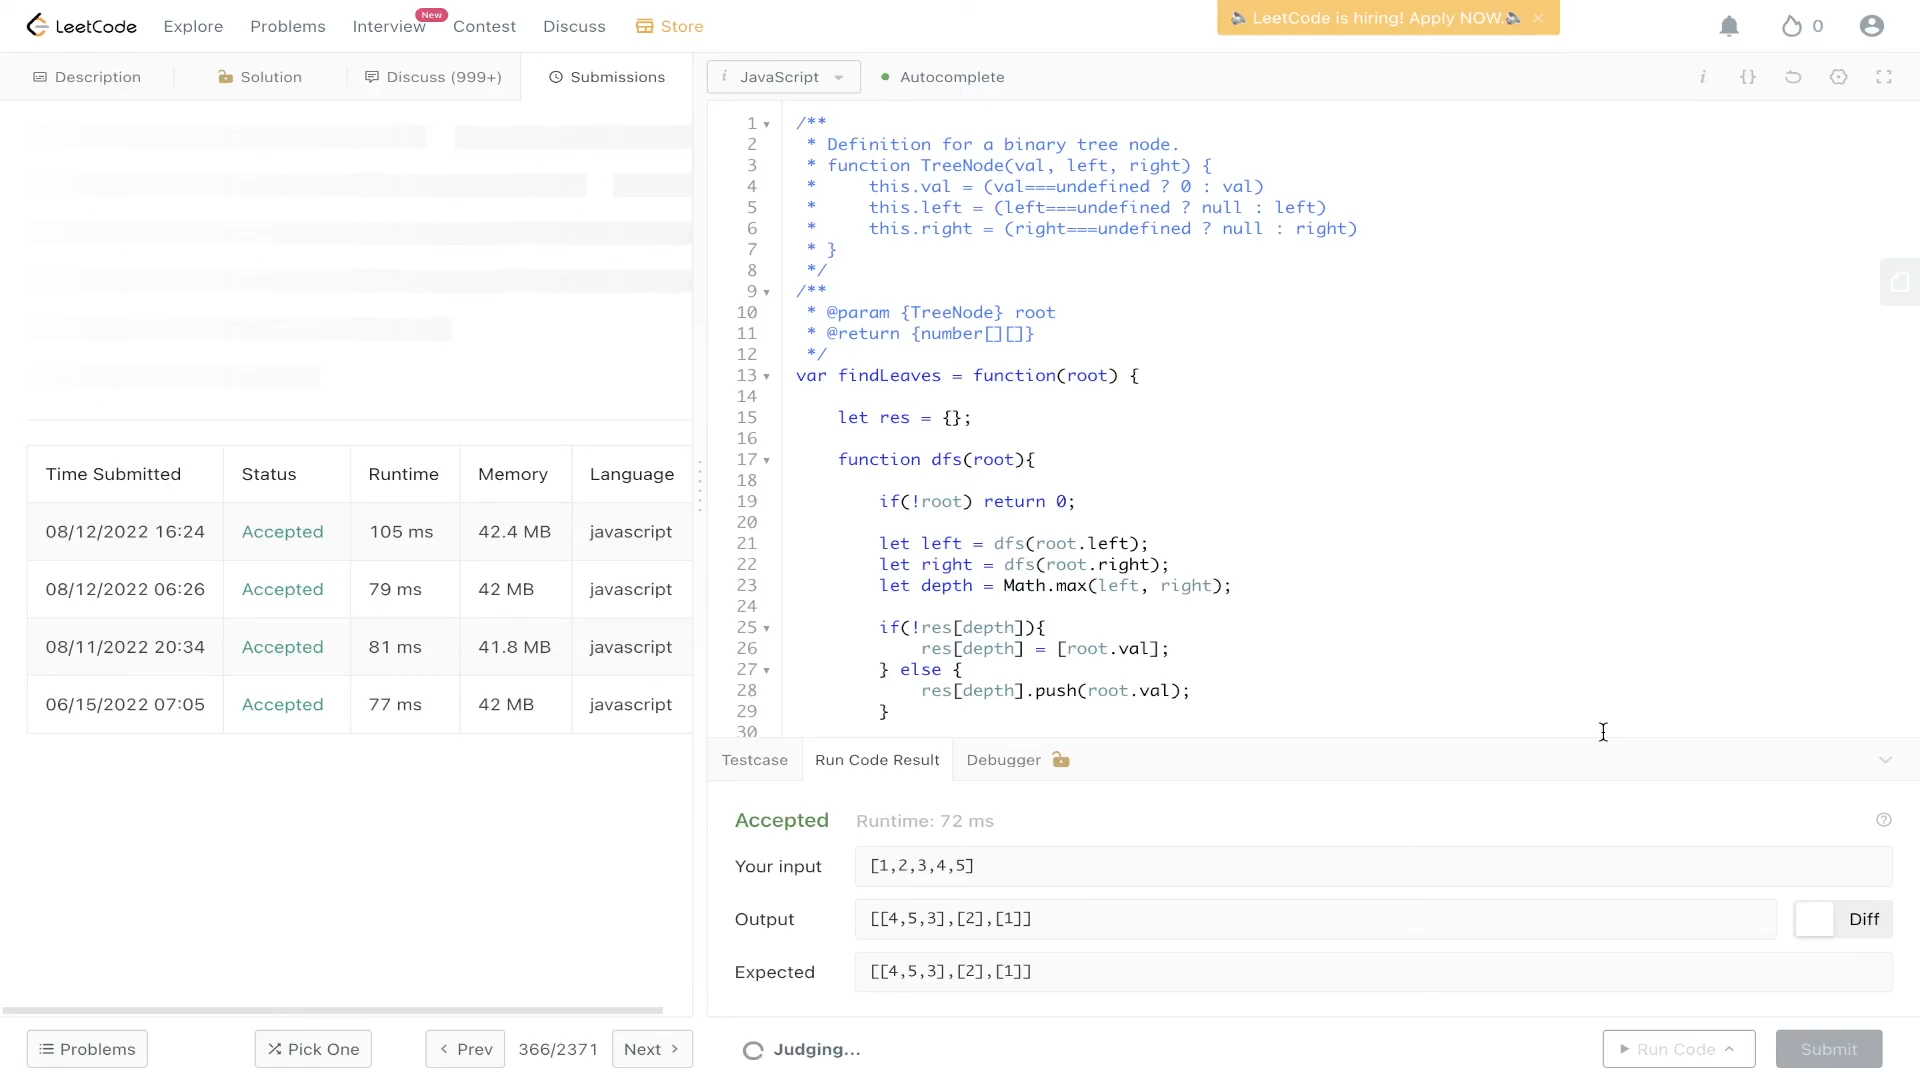 LeetCode Explore Problems Interview New Contest Discuss Store LeetCode is hiring! Apply NOW. × 0
Description Solution Discuss (999+) Submissions
i JavaScript Autocomplete i {}
Time Submitted Status Runtime Memory Language
08/12/2022 16:24 Accepted 105 ms 42.4 MB javascript
08/12/2022 06:26 Accepted 79 ms 42 MB javascript
08/11/2022 20:34 Accepted 81 ms 41.8 MB javascript
06/15/2022 07:05 Accepted 77 ms 42 MB javascript
1 /**
2  * Definition for a binary tree node.
3  * function TreeNode(val, left, right) {
4  *     this.val = (val===undefined ? 0 : val)
5  *     this.left = (left===undefined ? null : left)
6  *     this.right = (right===undefined ? null : right)
7  * }
8  */
9 /**
10  * @param {TreeNode} root
11  * @return {number[][]}
12  */
13 var findLeaves = function(root) {
14
15     let res = {};
16
17     function dfs(root){
18
19         if(!root) return 0;
20
21         let left = dfs(root.left);
22         let right = dfs(root.right);
23         let depth = Math.max(left, right);
24
25         if(!res[depth]){
26             res[depth] = [root.val];
27         } else {
28             res[depth].push(root.val);
29         }
30
Testcase Run Code Result Debugger
Accepted Runtime: 72 ms
Your input [1,2,3,4,5]
Output [[4,5,3],[2],[1]] Diff
Expected [[4,5,3],[2],[1]]
Problems Pick One Prev 366/2371 Next Judging... Run Code Submit